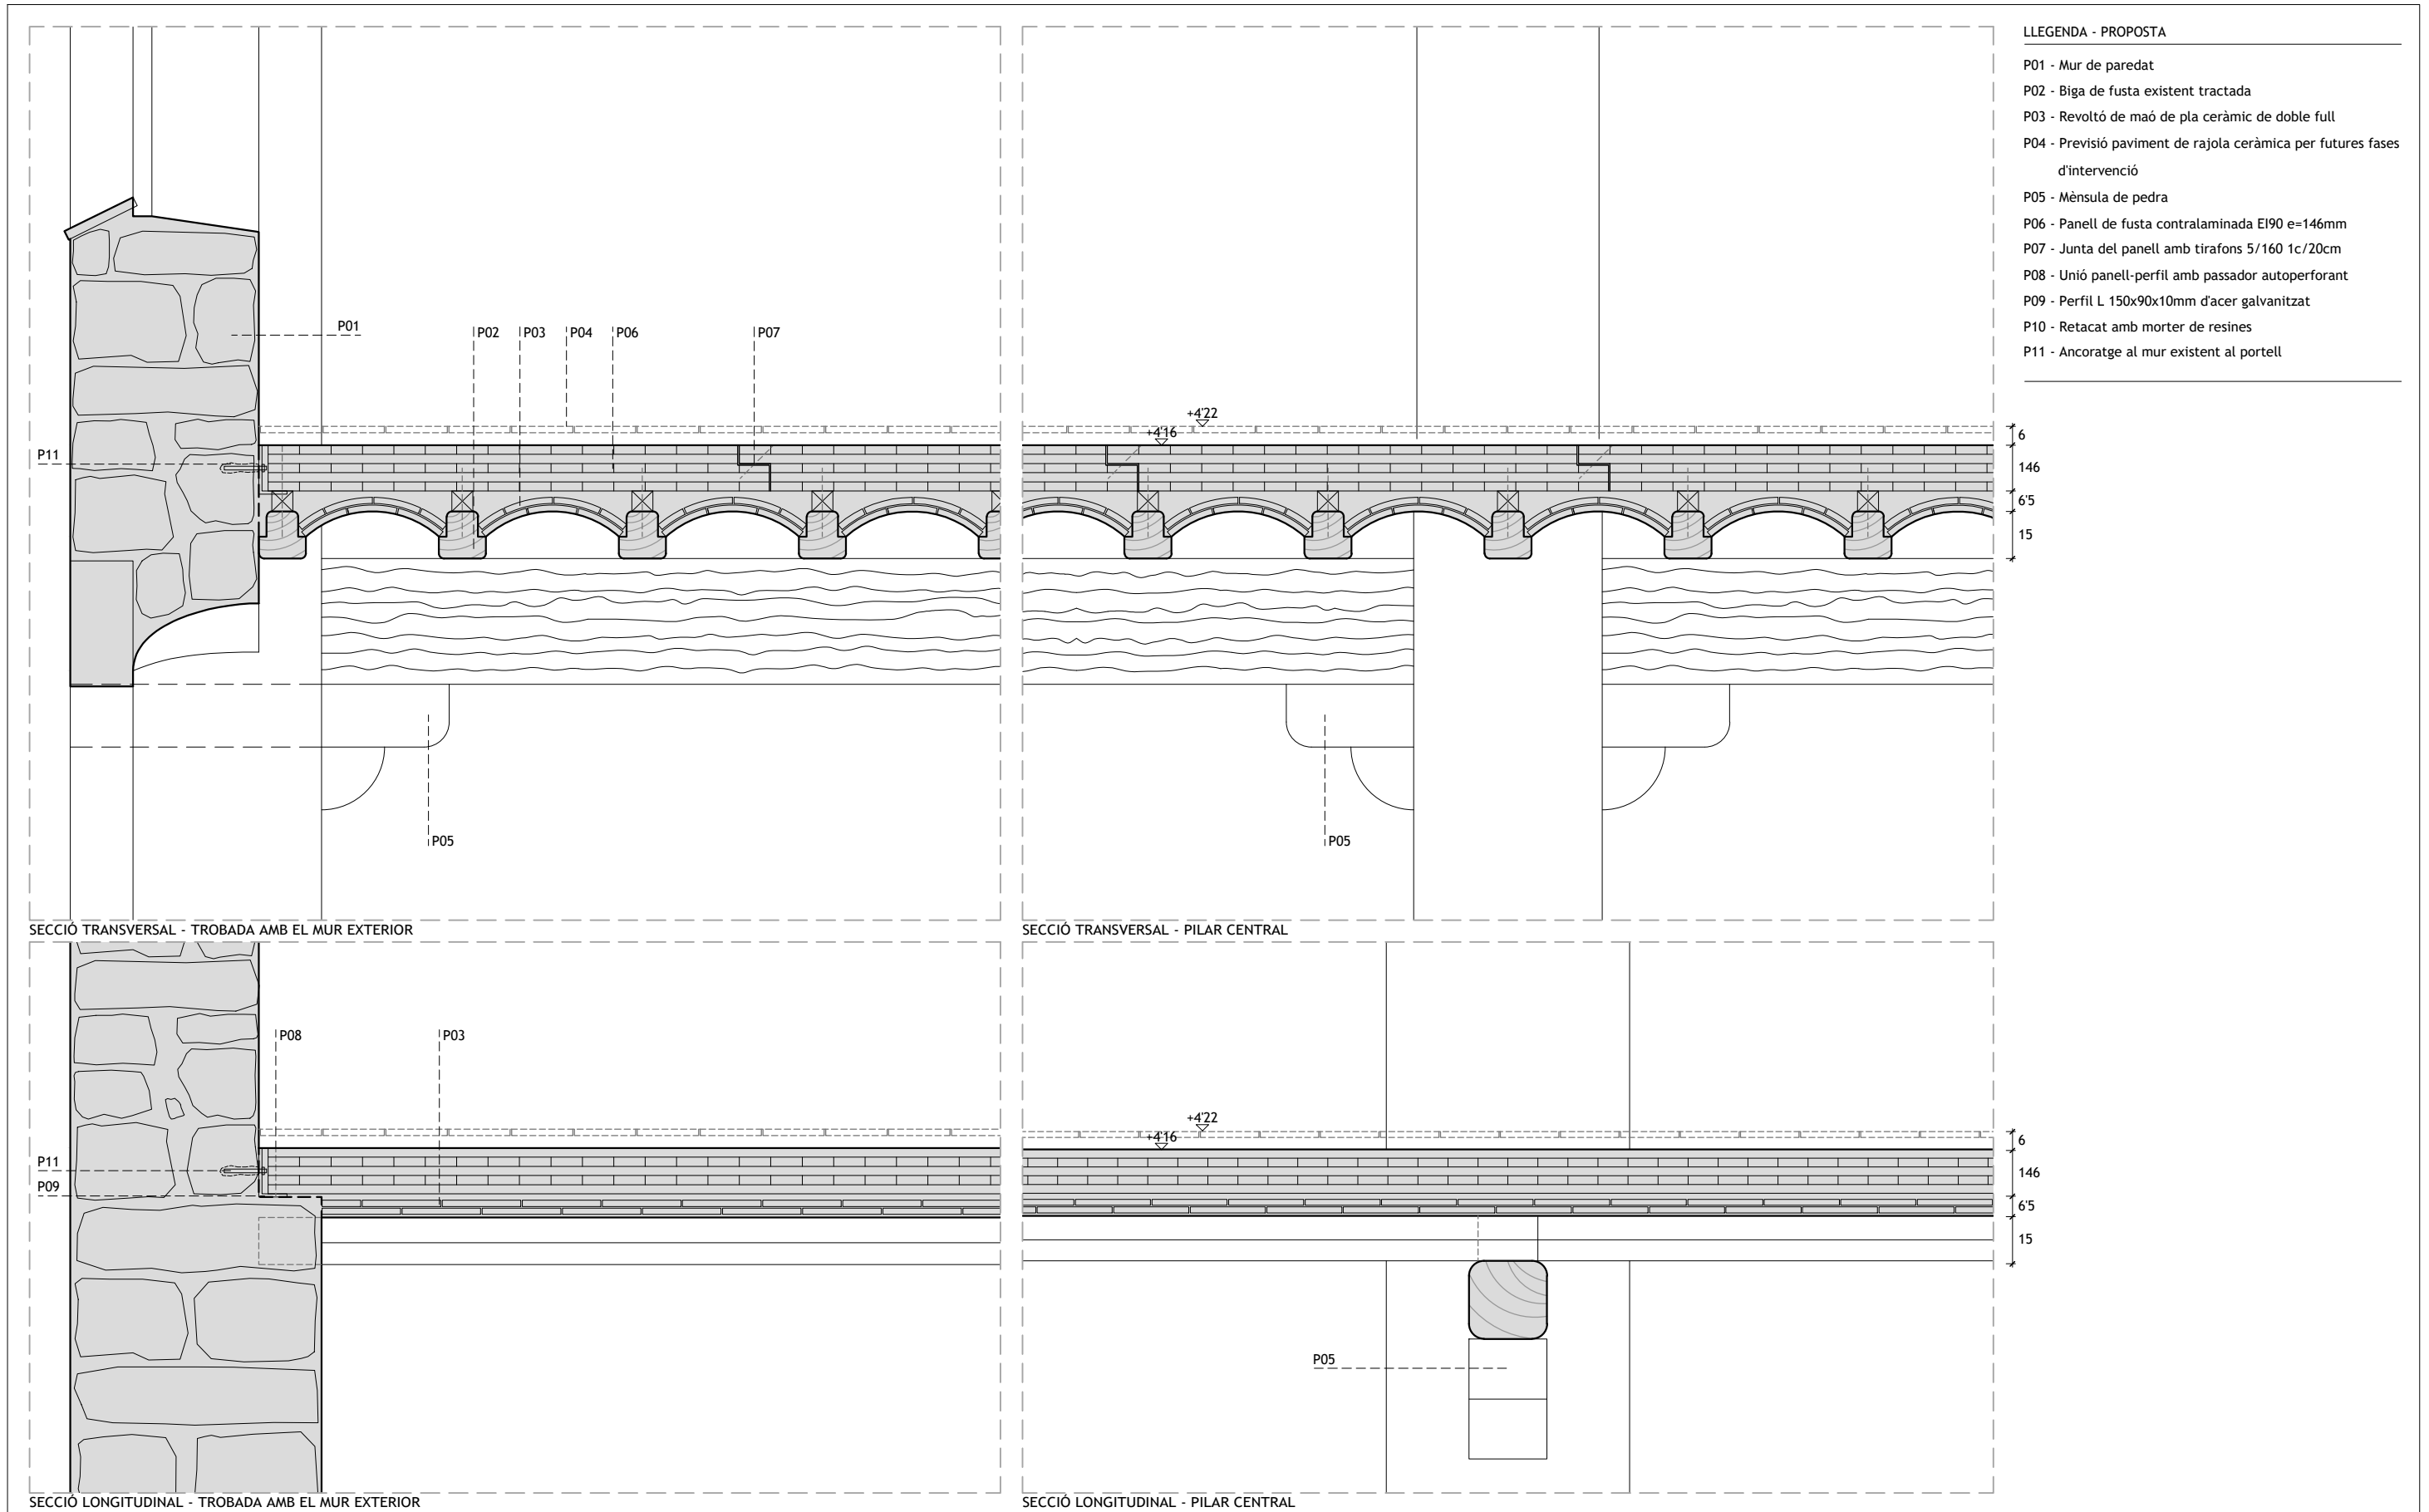 LLEGENDA - PROPOSTA
P01 - Mur de paredat
P02 - Biga de fusta existent tractada
P03 - Revoltó de maó de pla ceràmic de doble full
P04 - Previsió paviment de rajola ceràmica per futures fases
d'intervenció
P05 - Mènsula de pedra
P06 - Panell de fusta contralaminada EI90 e=146mm
P07 - Junta del panell amb tirafons 5/160 1c/20cm
P08 - Unió panell-perfil amb passador autoperforant
P09 - Perfil L 150x90x10mm d'acer galvanitzat
P10 - Retacat amb morter de resines
P11 - Ancoratge al mur existent al portell
P01
P02 P03 P04 P06 P07
P11
P05
SECCIÓ TRANSVERSAL - TROBADA AMB EL MUR EXTERIOR
+4'22
+4'16
6
146
6'5
15
P05
SECCIÓ TRANSVERSAL - PILAR CENTRAL
P08 P03
P11
P09
SECCIÓ LONGITUDINAL - TROBADA AMB EL MUR EXTERIOR
+4'22
+4'16
6
146
6'5
15
P05
SECCIÓ LONGITUDINAL - PILAR CENTRAL